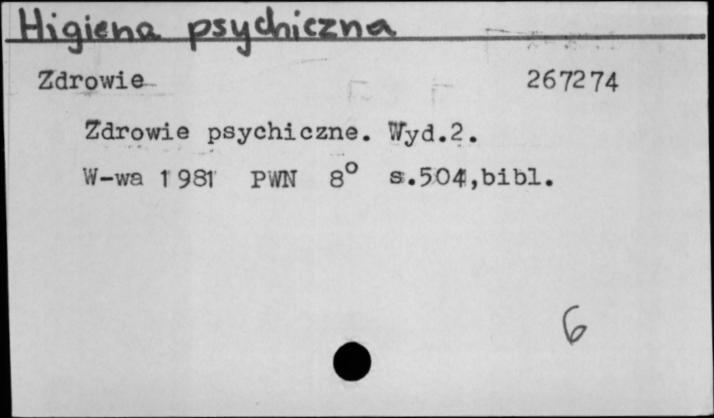 Higiena psychiczna
Zdrowie 267274
Zdrowie psychiczne. Wyd.2.
W-wa 1981 PWN 8° s.504,bibl.
6